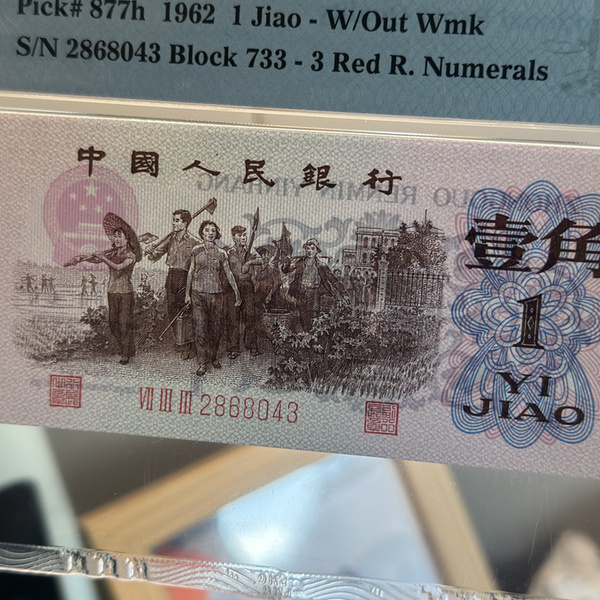 Pick# 877h 1962 1 Jiao - W/Out Wmk
S/N 2868043 Block 733 - 3 Red R. Numerals
中國人民銀行
壹角
1
YI
JIAO
VII III III 2868043